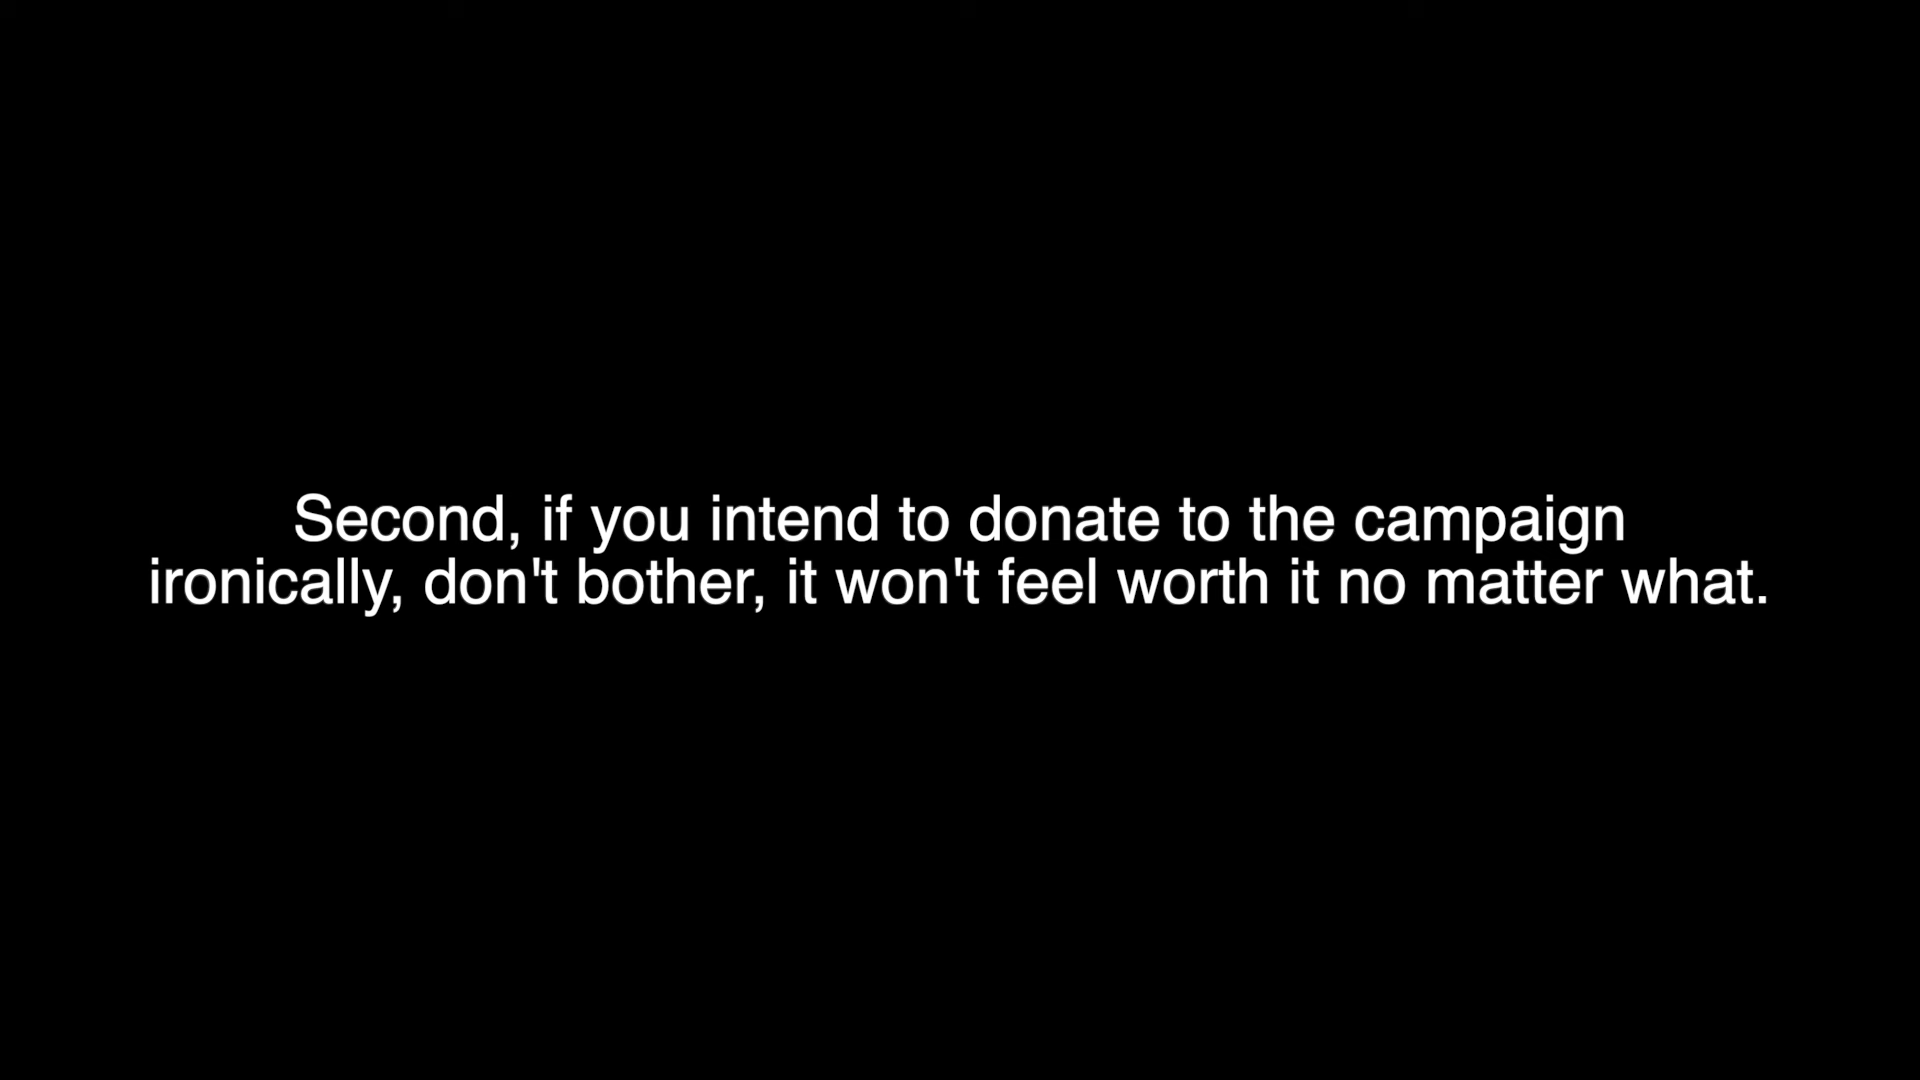 Second, if you intend to donate to the campaign
ironically, don't bother, it won't feel worth it no matter what.